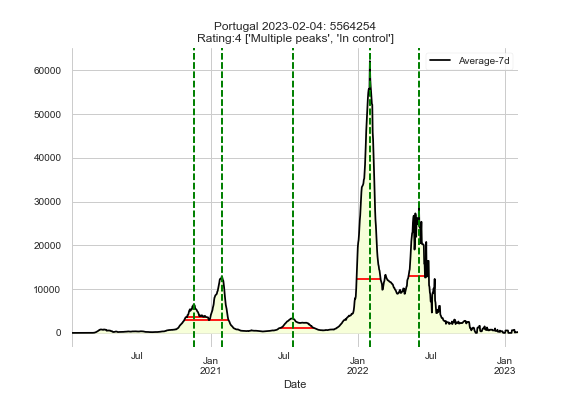 Portugal 2023-02-04: 5564254
Rating:4 ['Multiple peaks', 'In control']
Average-7d
60000
50000
40000
30000
20000
10000
0
Jul
Jan
2021
Jul
Jan
2022
Jul
Jan
2023
Date